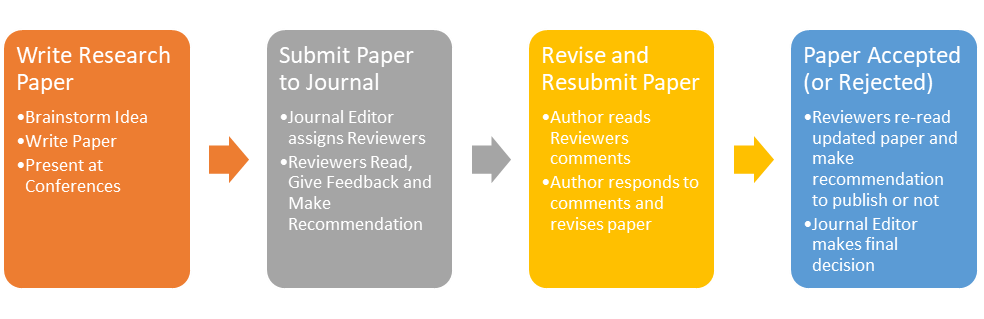 Write Research
Paper
•Brainstorm Idea
•Write Paper
•Present at
Conferences
Submit Paper
to Journal
•Journal Editor
assigns Reviewers
•Reviewers Read,
Give Feedback and
Make
Recommendation
Revise and
Resubmit Paper
•Author reads
Reviewers
comments
•Author responds to
comments and
revises paper
Paper Accepted
(or Rejected)
•Reviewers re-read
updated paper and
make
recommendation
to publish or not
•Journal Editor
makes final
decision